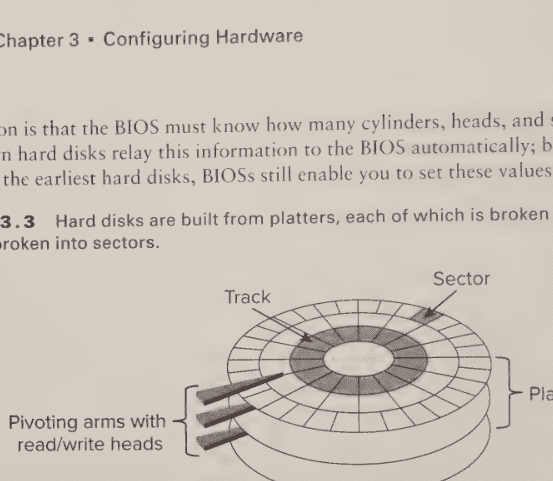 Chapter 3 ▪ Configuring Hardware
on is that the BIOS must know how many cylinders, heads, and s
n hard disks relay this information to the BIOS automatically; b
the earliest hard disks, BIOSs still enable you to set these values
3.3 Hard disks are built from platters, each of which is broken
broken into sectors.
Sector
Track
Pla
Pivoting arms with
read/write heads